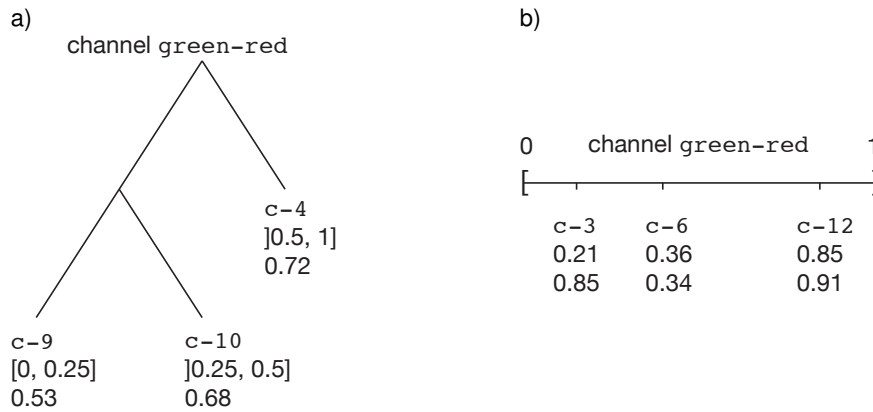 a)
channel green-red
c-4
]0.5, 1]
0.72
c-9
[0, 0.25]
0.53
c-10
]0.25, 0.5]
0.68
b)
0 channel green-red 1
[ ]
c-3 c-6 c-12
0.21 0.36 0.85
0.85 0.34 0.91